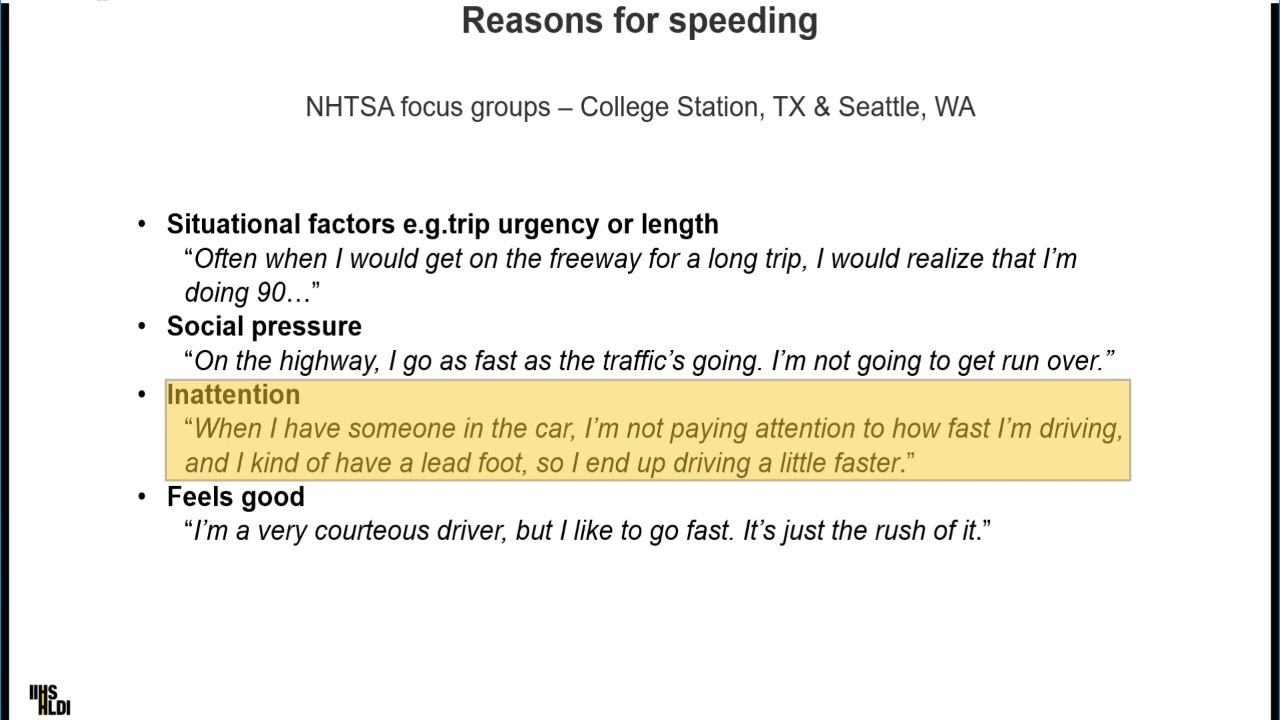 Reasons for speeding
NHTSA focus groups – College Station, TX & Seattle, WA
• Situational factors e.g.trip urgency or length
“Often when I would get on the freeway for a long trip, I would realize that I’m
doing 90…”
• Social pressure
“On the highway, I go as fast as the traffic’s going. I’m not going to get run over.”
• Inattention
“When I have someone in the car, I’m not paying attention to how fast I’m driving,
and I kind of have a lead foot, so I end up driving a little faster.”
• Feels good
“I’m a very courteous driver, but I like to go fast. It’s just the rush of it.”
IIHS
HLDI